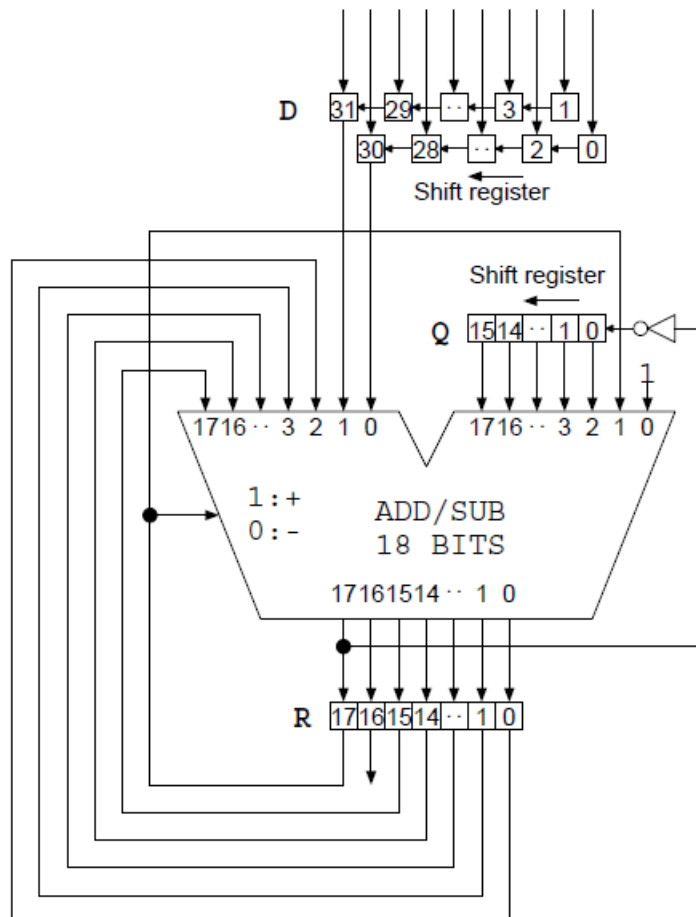 D 31 29 ·· 3 1
30 28 ·· 2 0
Shift register
Shift register
Q 15 14 ·· 1 0
1
17 16 ·· 3 2 1 0 17 16 ·· 3 2 1 0
1:+ ADD/SUB
0:- 18 BITS
17 16 15 14 ·· 1 0
R 17 16 15 14 ·· 1 0